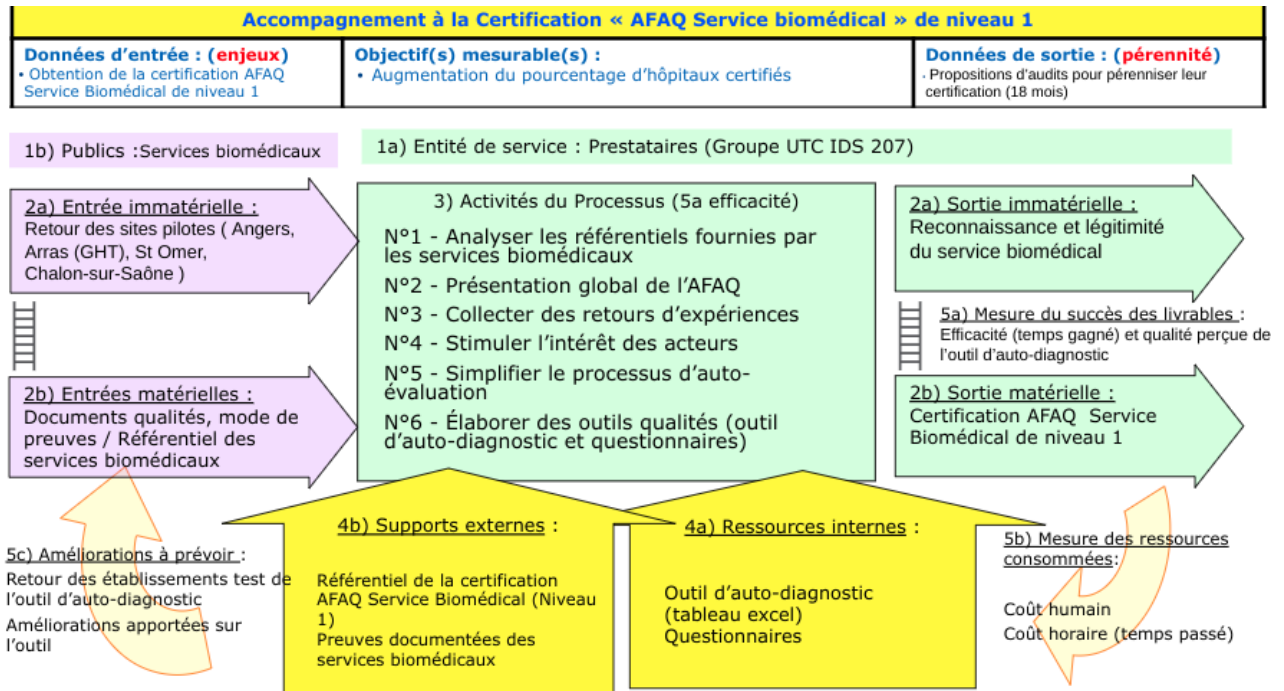 Accompagnement à la Certification « AFAQ Service biomédical » de niveau 1
Données d’entrée : (enjeux)
• Obtention de la certification AFAQ
Service Biomédical de niveau 1
Objectif(s) mesurable(s) :
• Augmentation du pourcentage d’hôpitaux certifiés
Données de sortie : (pérennité)
• Propositions d’audits pour pérenniser leur
certification (18 mois)
1b) Publics :Services biomédicaux
1a) Entité de service : Prestataires (Groupe UTC IDS 207)
2a) Entrée immatérielle :
Retour des sites pilotes ( Angers,
Arras (GHT), St Omer,
Chalon-sur-Saône )
2b) Entrées matérielles :
Documents qualités, mode de
preuves / Référentiel des
services biomédicaux
3) Activités du Processus (5a efficacité)
N°1 - Analyser les référentiels fournies par
les services biomédicaux
N°2 - Présentation global de l’AFAQ
N°3 - Collecter des retours d’expériences
N°4 - Stimuler l’intérêt des acteurs
N°5 - Simplifier le processus d’auto-
évaluation
N°6 - Élaborer des outils qualités (outil
d’auto-diagnostic et questionnaires)
2a) Sortie immatérielle :
Reconnaissance et légitimité
du service biomédical
5a) Mesure du succès des livrables :
Efficacité (temps gagné) et qualité perçue de
l’outil d’auto-diagnostic
2b) Sortie matérielle :
Certification AFAQ Service
Biomédical de niveau 1
5c) Améliorations à prévoir :
Retour des établissements test de
l’outil d’auto-diagnostic
Améliorations apportées sur
l’outil
4b) Supports externes :
Référentiel de la certification
AFAQ Service Biomédical (Niveau
1)
Preuves documentées des
services biomédicaux
4a) Ressources internes :
Outil d’auto-diagnostic
(tableau excel)
Questionnaires
5b) Mesure des ressources
consommées:
Coût humain
Coût horaire (temps passé)